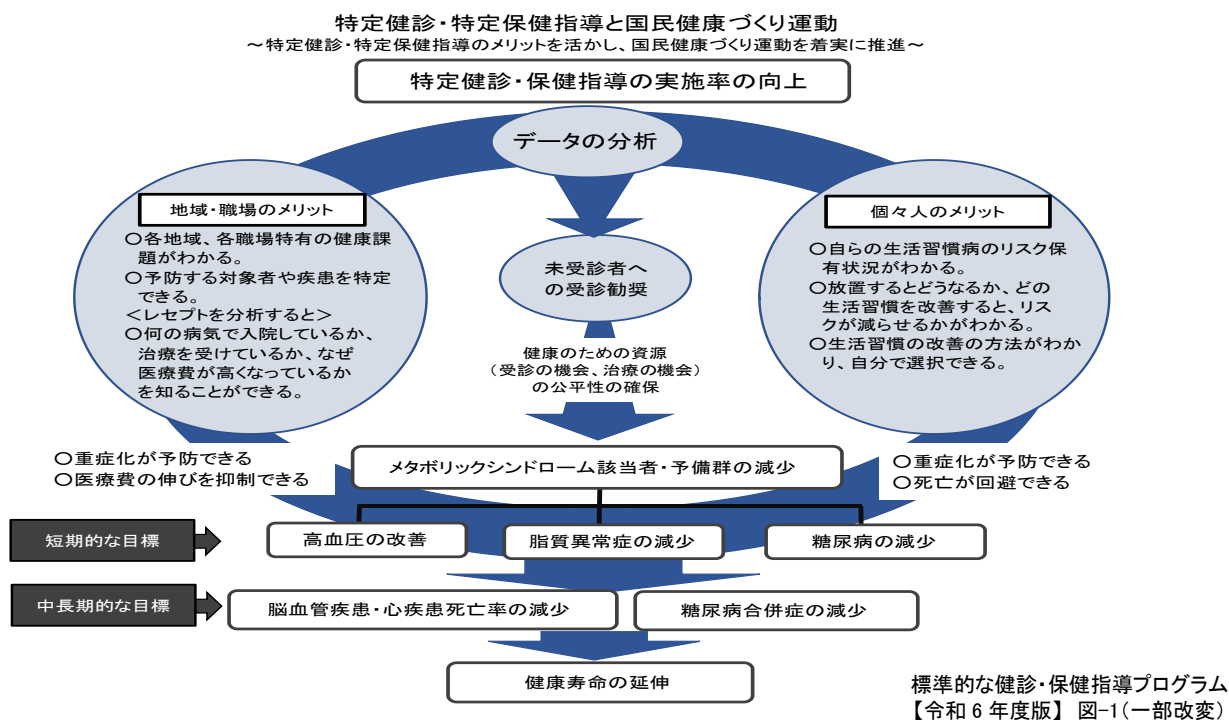 特定健診・特定保健指導と国民健康づくり運動
～特定健診・特定保健指導のメリットを活かし、国民健康づくり運動を着実に推進～
特定健診・保健指導の実施率の向上
データの分析
地域・職場のメリット
○各地域、各職場特有の健康課
題がわかる。
○予防する対象者や疾患を特定
できる。
＜レセプトを分析すると＞
○何の病気で入院しているか、
治療を受けているか、なぜ
医療費が高くなっているか
を知ることができる。
未受診者へ
の受診勧奨
個々人のメリット
○自らの生活習慣病のリスク保
有状況がわかる。
○放置するとどうなるか、どの
生活習慣を改善すると、リス
クが減らせるかがわかる。
○生活習慣の改善の方法がわか
り、自分で選択できる。
健康のための資源
（受診の機会、治療の機会）
の公平性の確保
○重症化が予防できる
○医療費の伸びを抑制できる
メタボリックシンドローム該当者・予備群の減少
○重症化が予防できる
○死亡が回避できる
短期的な目標
高血圧の改善
脂質異常症の減少
糖尿病の減少
中長期的な目標
脳血管疾患・心疾患死亡率の減少
糖尿病合併症の減少
健康寿命の延伸
標準的な健診・保健指導プログラム
【令和６年度版】 図-1（一部改変）